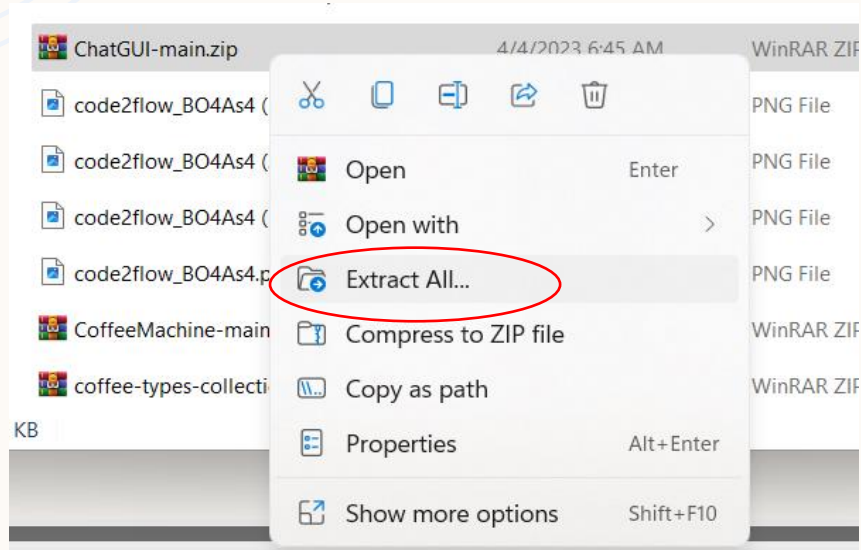 ChatGUI-main.zip 4/4/2023 6:45 AM WinRAR ZIP
code2flow_BO4As4 ( PNG File
Open Enter
code2flow_BO4As4 ( PNG File
Open with
code2flow_BO4As4 ( PNG File
Extract All...
code2flow_BO4As4.p PNG File
Compress to ZIP file
CoffeeMachine-main WinRAR ZIP
Copy as path
coffee-types-collecti WinRAR ZIP
KB
Properties Alt+Enter
Show more options Shift+F10